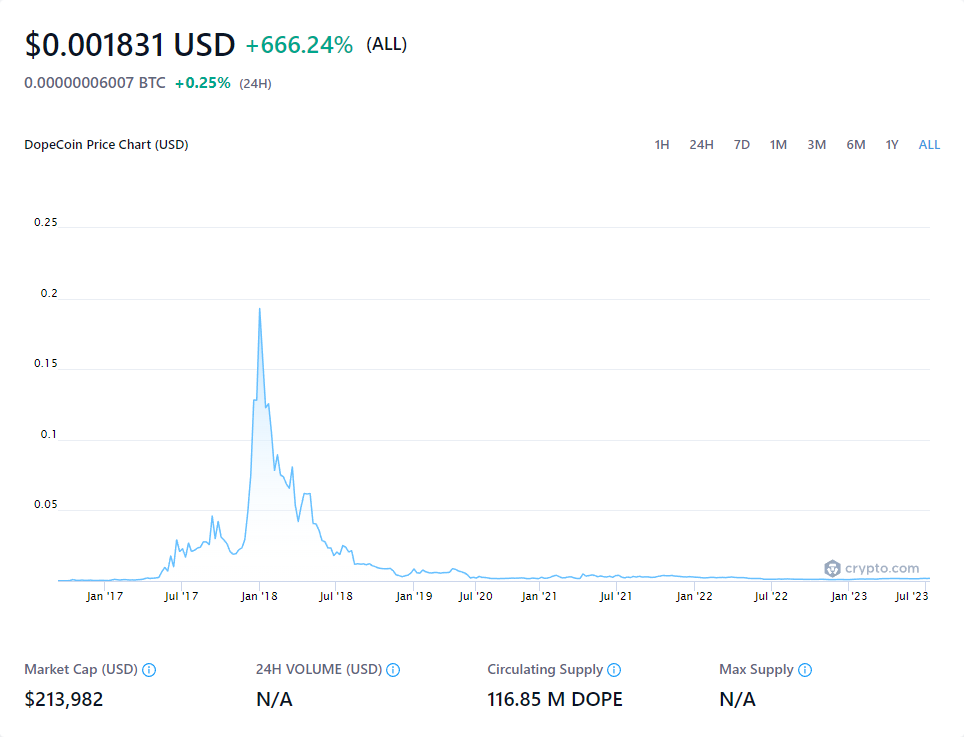 $0.001831 USD +666.24% (ALL)
0.00000006007 BTC +0.25% (24H)
DopeCoin Price Chart (USD) 1H 24H 7D 1M 3M 6M 1Y ALL
0.25
0.2
0.15
0.1
0.05
crypto.com
Jan '17 Jul '17 Jan '18 Jul '18 Jan '19 Jul '20 Jan '21 Jul '21 Jan '22 Jul '22 Jan '23 Jul '23
Market Cap (USD) 24H VOLUME (USD) Circulating Supply Max Supply
$213,982 N/A 116.85 M DOPE N/A